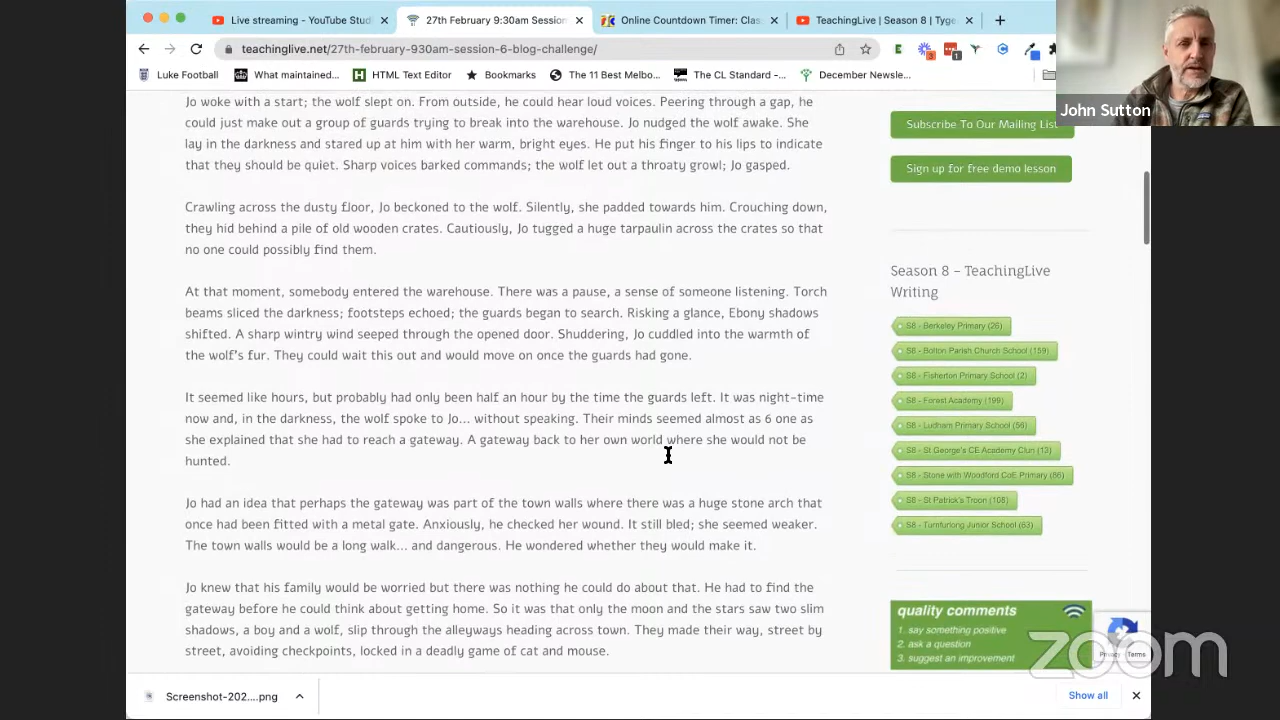 Live streaming - YouTube Stud
27th February 9:30am Session
Online Countdown Timer: Clas
TeachingLive | Season 8 | Tyge
teachinglive.net/27th-february-930am-session-6-blog-challenge/
3
1
Luke Football
What maintained...
HTML Text Editor
Bookmarks
The 11 Best Melbo...
The CL Standard -...
December Newsle...
John Sutton
Jo woke with a start; the wolf slept on. From outside, he could hear loud voices. Peering through a gap, he
could just make out a group of guards trying to break into the warehouse. Jo nudged the wolf awake. She
lay in the darkness and stared up at him with her warm, bright eyes. He put his finger to his lips to indicate
that they should be quiet. Sharp voices barked commands; the wolf let out a throaty growl; Jo gasped.
Crawling across the dusty floor, Jo beckoned to the wolf. Silently, she padded towards him. Crouching down,
they hid behind a pile of old wooden crates. Cautiously, Jo tugged a huge tarpaulin across the crates so that
no one could possibly find them.
At that moment, somebody entered the warehouse. There was a pause, a sense of someone listening. Torch
beams sliced the darkness; footsteps echoed; the guards began to search. Risking a glance, Ebony shadows
shifted. A sharp wintry wind seeped through the opened door. Shuddering, Jo cuddled into the warmth of
the wolf's fur. They could wait this out and would move on once the guards had gone.
It seemed like hours, but probably had only been half an hour by the time the guards left. It was night-time
now and, in the darkness, the wolf spoke to Jo... without speaking. Their minds seemed almost as 6 one as
she explained that she had to reach a gateway. A gateway back to her own world where she would not be
hunted.
Jo had an idea that perhaps the gateway was part of the town walls where there was a huge stone arch that
once had been fitted with a metal gate. Anxiously, he checked her wound. It still bled; she seemed weaker.
The town walls would be a long walk... and dangerous. He wondered whether they would make it.
Jo knew that his family would be worried but there was nothing he could do about that. He had to find the
gateway before he could think about getting home. So it was that only the moon and the stars saw two slim
shadows, a boy and a wolf, slip through the alleyways heading across town. They made their way, street by
street, avoiding checkpoints, locked in a deadly game of cat and mouse.
Subscribe To Our Mailing List
Sign up for free demo lesson
Season 8 – TeachingLive
Writing
S8 - Berkeley Primary (26)
S8 - Bolton Parish Church School (159)
S8 - Fisherton Primary School (2)
S8 - Forest Academy (199)
S8 - Ludham Primary School (56)
S8 - St George's CE Academy Clun (13)
S8 - Stone with Woodford CoE Primary (86)
S8 - St Patrick's Troon (108)
S8 - Turnfurlong Junior School (63)
quality comments
1. say something positive
2. ask a question
3. suggest an improvement
Privacy - Terms
zoom
Screenshot-202....png
Show all